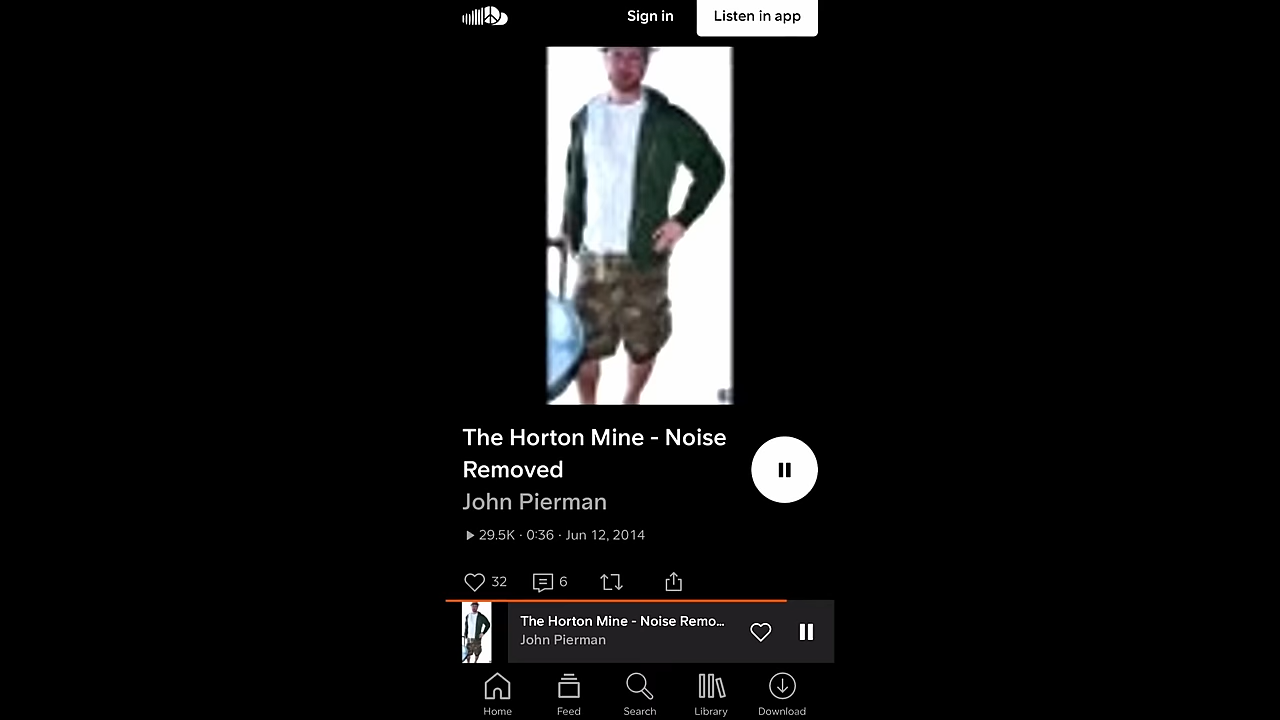 Sign in
Listen in app
The Horton Mine - Noise
Removed
John Pierman
29.5K · 0:36 · Jun 12, 2014
32
6
The Horton Mine - Noise Remo...
John Pierman
Home
Feed
Search
Library
Download